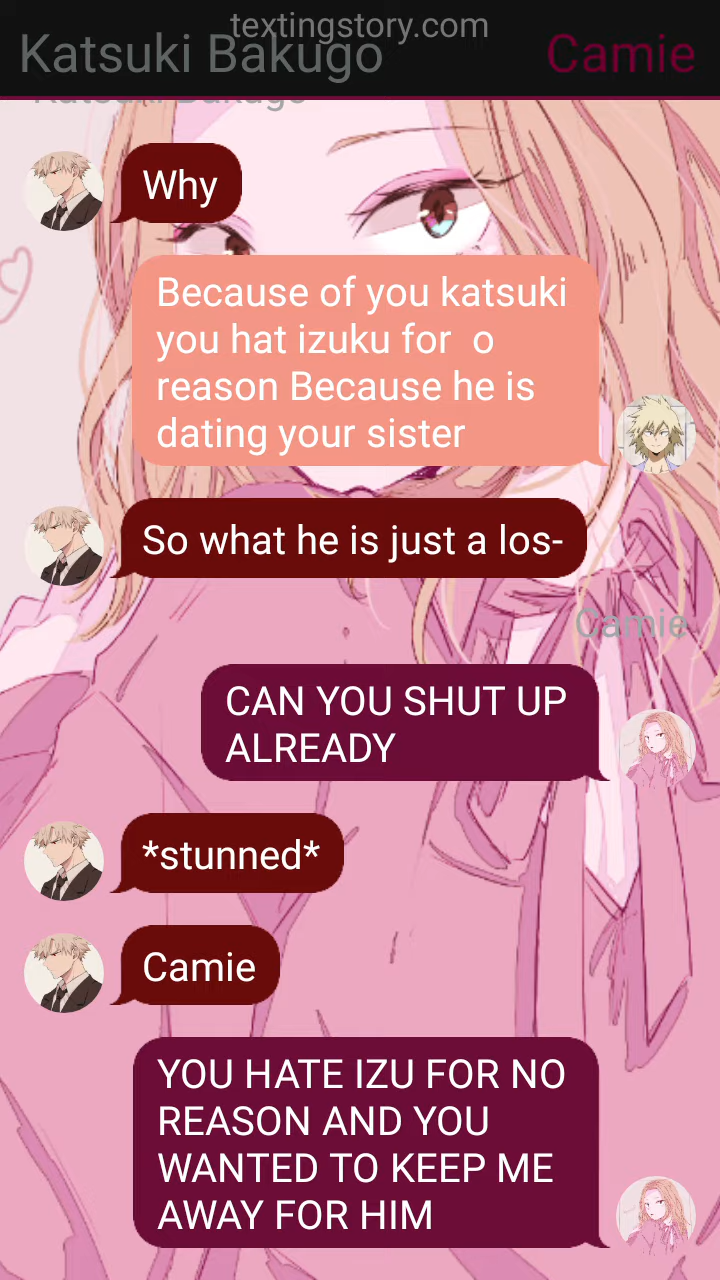 textingstory.com
Katsuki Bakugo
Camie
Katsuki Bakugo
Why
Because of you katsuki
you hat izuku for  o
reason Because he is
dating your sister
So what he is just a los-
Camie
CAN YOU SHUT UP
ALREADY
*stunned*
Camie
YOU HATE IZU FOR NO
REASON AND YOU
WANTED TO KEEP ME
AWAY FOR HIM